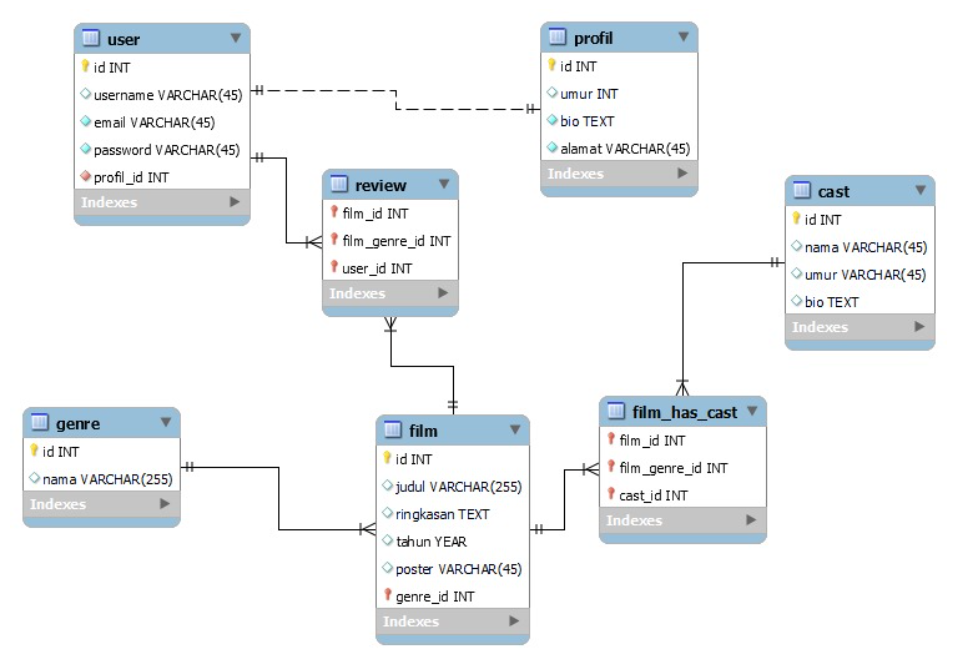 user
id INT
username VARCHAR(45)
email VARCHAR(45)
password VARCHAR(45)
profil_id INT
Indexes
profil
id INT
umur INT
bio TEXT
alamat VARCHAR(45)
Indexes
review
film_id INT
film_genre_id INT
user_id INT
Indexes
cast
id INT
nama VARCHAR(45)
umur VARCHAR(45)
bio TEXT
Indexes
genre
id INT
nama VARCHAR(255)
Indexes
film
id INT
judul VARCHAR(255)
ringkasan TEXT
tahun YEAR
poster VARCHAR(45)
genre_id INT
Indexes
film_has_cast
film_id INT
film_genre_id INT
cast_id INT
Indexes